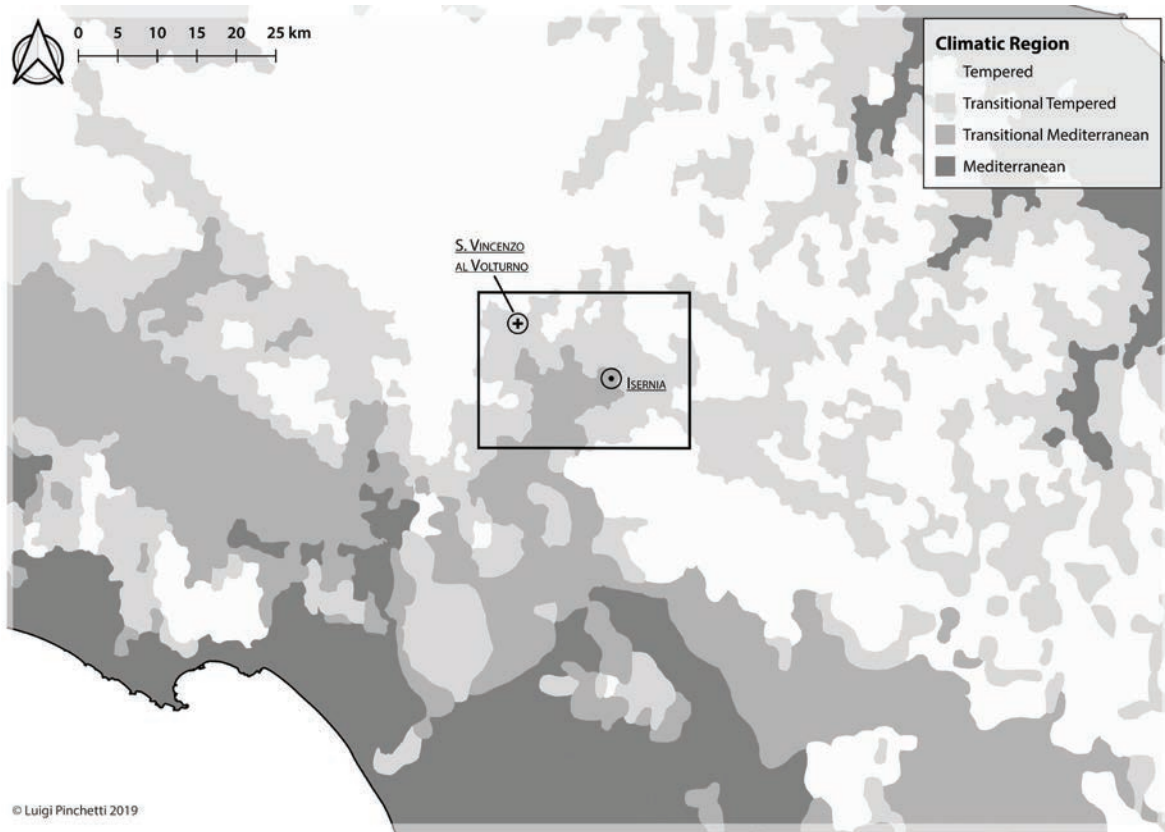 0 5 10 15 20 25 km
Climatic Region
Tempered
Transitional Tempered
Transitional Mediterranean
Mediterranean
S. Vincenzo
al Volturno
Isernia
© Luigi Pinchetti 2019